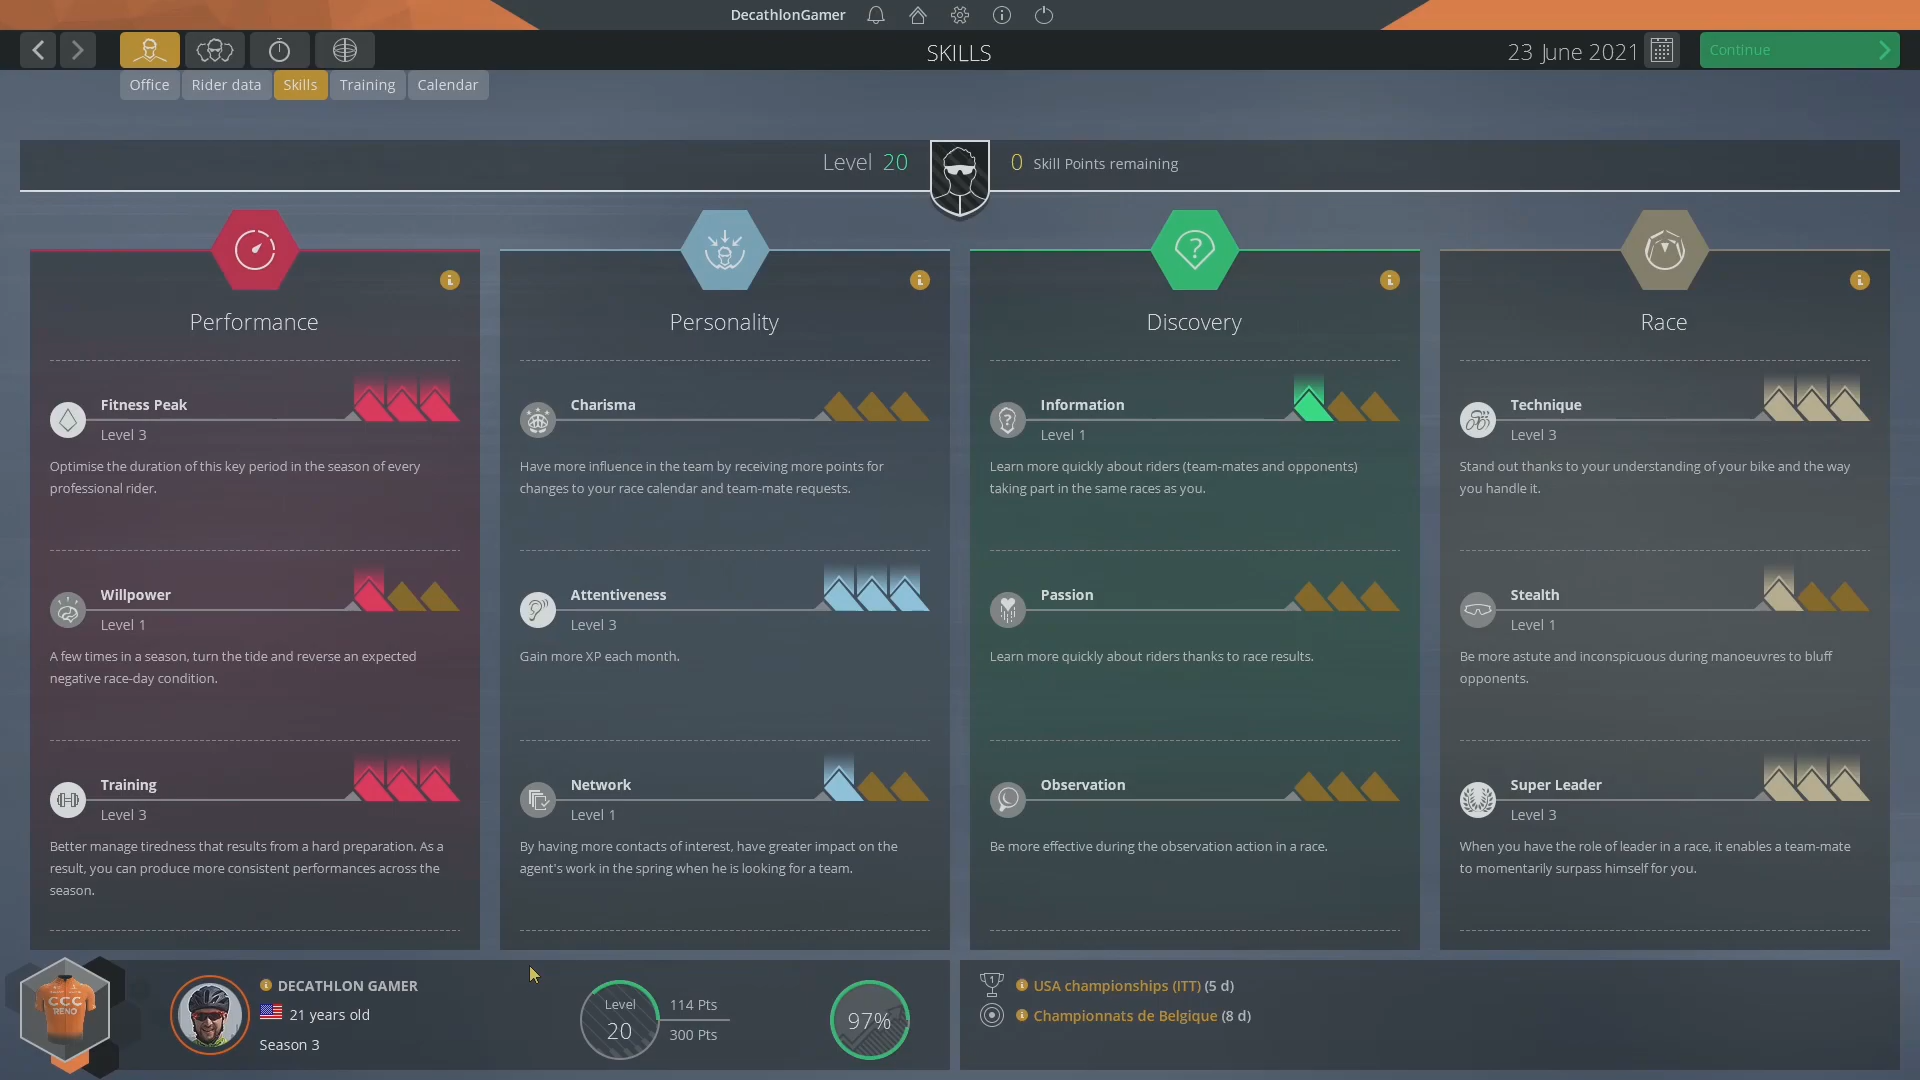 DecathlonGamer
SKILLS
23 June 2021
Continue
Office
Rider data
Skills
Training
Calendar
Level 20
0 Skill Points remaining
Performance
Fitness Peak
Level 3
Optimise the duration of this key period in the season of every
professional rider.
Willpower
Level 1
A few times in a season, turn the tide and reverse an expected
negative race-day condition.
Training
Level 3
Better manage tiredness that results from a hard preparation. As a
result, you can produce more consistent performances across the
season.
Personality
Charisma
Have more influence in the team by receiving more points for
changes to your race calendar and team-mate requests.
Attentiveness
Level 3
Gain more XP each month.
Network
Level 1
By having more contacts of interest, have greater impact on the
agent's work in the spring when he is looking for a team.
Discovery
Information
Level 1
Learn more quickly about riders (team-mates and opponents)
taking part in the same races as you.
Passion
Learn more quickly about riders thanks to race results.
Observation
Be more effective during the observation action in a race.
Race
Technique
Level 3
Stand out thanks to your understanding of your bike and the way
you handle it.
Stealth
Level 1
Be more astute and inconspicuous during manoeuvres to bluff
opponents.
Super Leader
Level 3
When you have the role of leader in a race, it enables a team-mate
to momentarily surpass himself for you.
CCC
RENO
DECATHLON GAMER
21 years old
Season 3
Level
20
114 Pts
300 Pts
97%
USA championships (ITT) (5 d)
Championnats de Belgique (8 d)